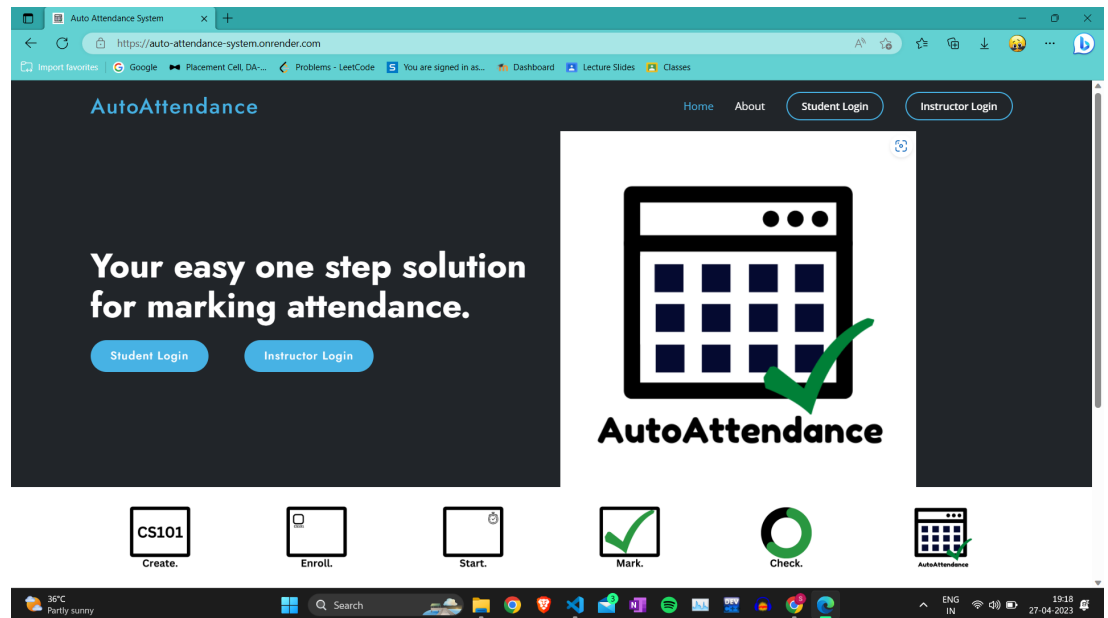 Auto Attendance System
https://auto-attendance-system.onrender.com
Import favorites
Google
Placement Cell, DA-...
Problems - LeetCode
You are signed in as...
Dashboard
Lecture Slides
Classes
AutoAttendance
Home
About
Student Login
Instructor Login
Your easy one step solution
for marking attendance.
Student Login
Instructor Login
AutoAttendance
CS101
Create.
Enroll.
Start.
Mark.
Check.
AutoAttendance
36°C
Partly sunny
Search
ENG
IN
19:18
27-04-2023